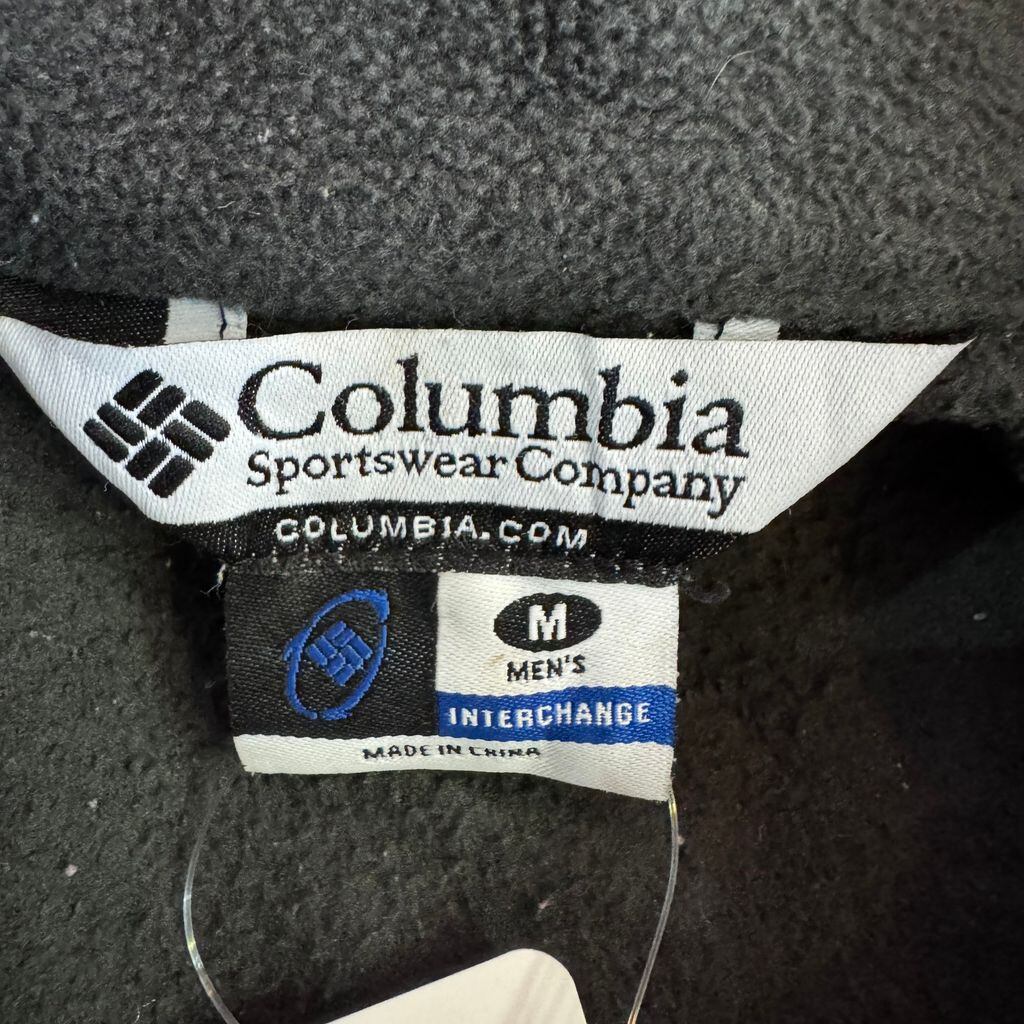 Columbia
Sportswear Company
COLUMBIA.COM
M
MEN'S
INTERCHANGE
MADE IN CHINA